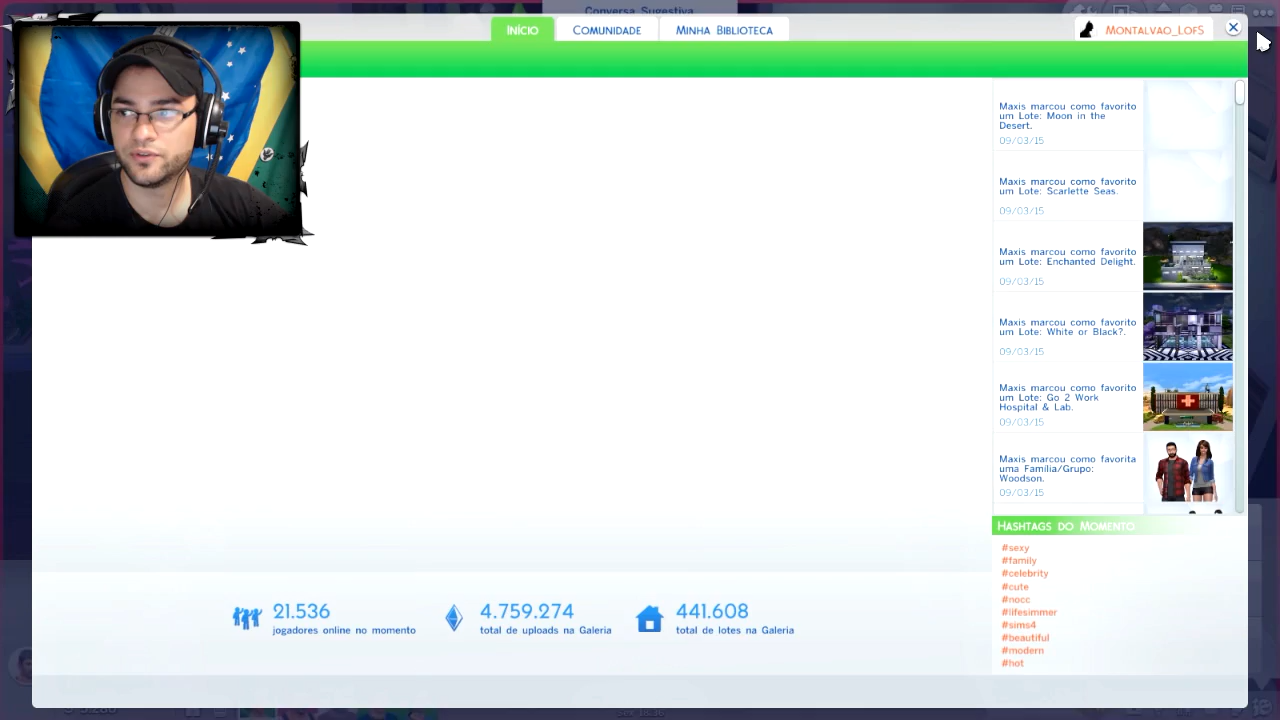 Conversa Sugestiva
INÍCIO
COMUNIDADE
MINHA BIBLIOTECA
MONTALVAO_LOFS
Maxis marcou como favorito
um Lote: Moon in the
Desert.
09/03/15
Maxis marcou como favorito
um Lote: Scarlette Seas.
09/03/15
Maxis marcou como favorito
um Lote: Enchanted Delight.
09/03/15
Maxis marcou como favorito
um Lote: White or Black?.
09/03/15
Maxis marcou como favorito
um Lote: Go 2 Work
Hospital & Lab.
09/03/15
Maxis marcou como favorita
uma Família/Grupo:
Woodson.
09/03/15
HASHTAGS DO MOMENTO
#sexy
#family
#celebrity
#cute
#nocc
#lifesimmer
#sims4
#beautiful
#modern
#hot
21.536
jogadores online no momento
4.759.274
total de uploads na Galeria
441.608
total de lotes na Galeria